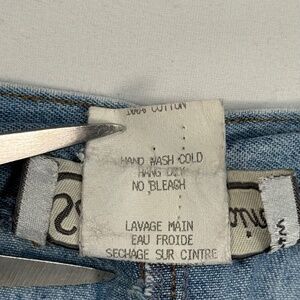 100% COTTON
HAND WASH COLD
HANG DRY
NO BLEACH
LAVAGE MAIN
EAU FROIDE
SECHAGE SUR CINTRE